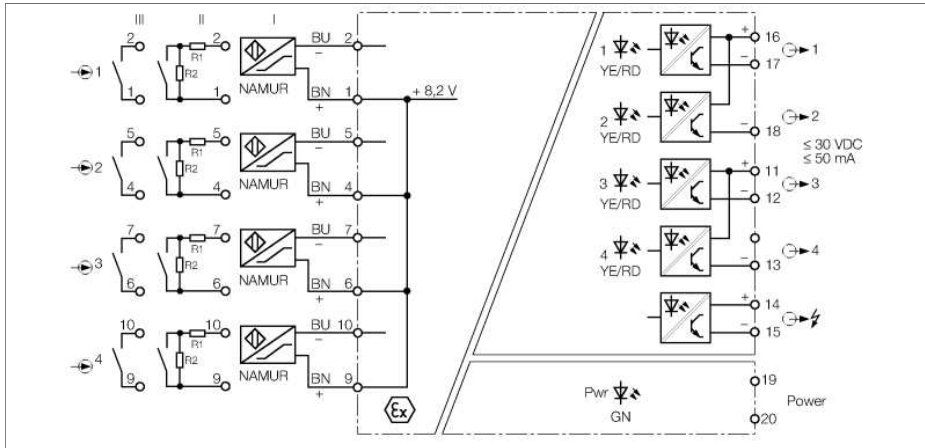 III II I
2 2 BU 2
R1 −
1 R2
1 1 BN 1 + 8,2 V
NAMUR +
5 5 BU 5
R1 −
2 R2
4 4 BN 4
NAMUR +
7 7 BU 7
R1 −
3 R2
6 6 BN 6
NAMUR +
10 10 BU 10
R1 −
4 R2
9 9 BN 9
NAMUR +
Ex
1 + 16 1
YE/RD − 17
2 − 18 2
YE/RD
≤ 30 VDC
≤ 50 mA
3 + 11 3
YE/RD − 12
4 4
YE/RD − 13
+ 14
− 15
19
Pwr Power
GN
20